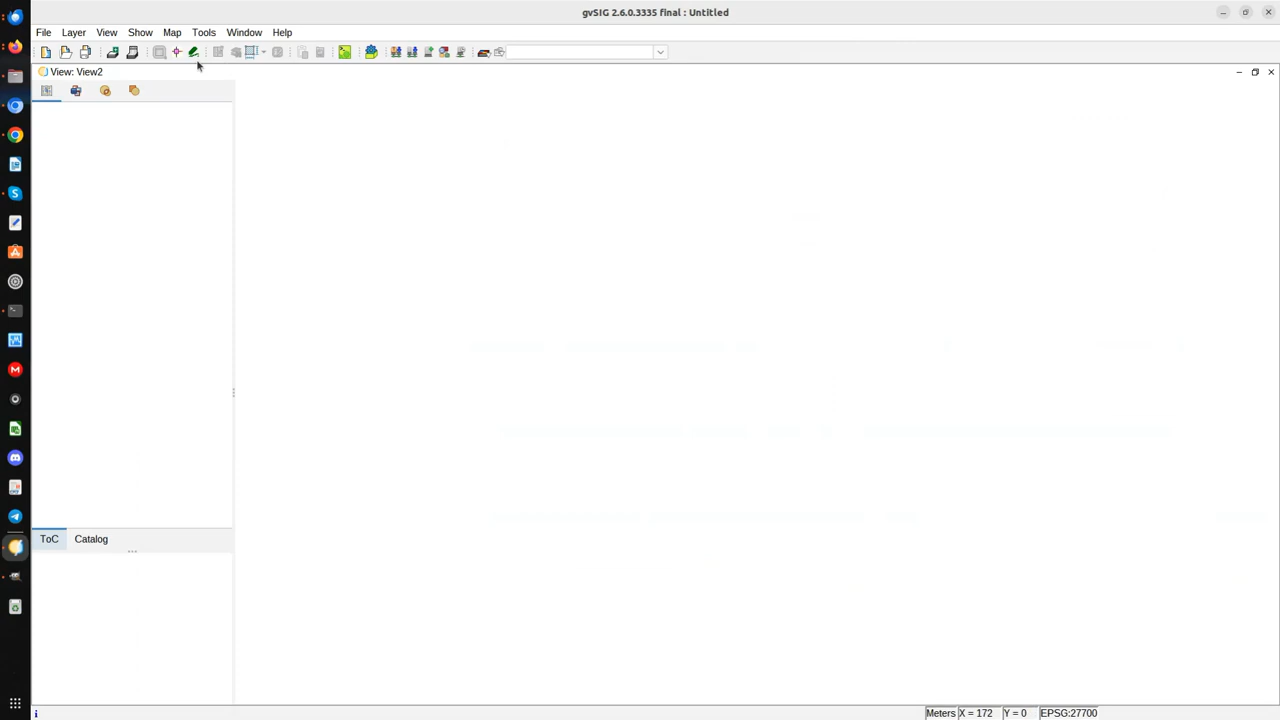 gvSIG 2.6.0.3335 final : Untitled
File Layer View Show Map Tools Window Help
View: View2
ToC Catalog
Meters X = 172 Y = 0 EPSG:27700